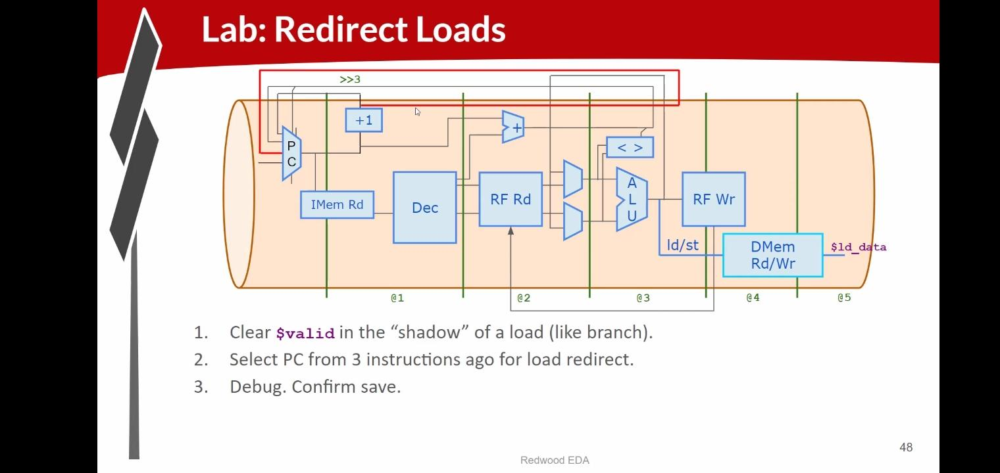 Lab: Redirect Loads
>>3
+1
+
P
C
< >
A
L
U
IMem Rd
Dec
RF Rd
RF Wr
ld/st
DMem
Rd/Wr
$ld_data
@1
@2
@3
@4
@5
1. Clear $valid in the “shadow” of a load (like branch).
2. Select PC from 3 instructions ago for load redirect.
3. Debug. Confirm save.
48
Redwood EDA